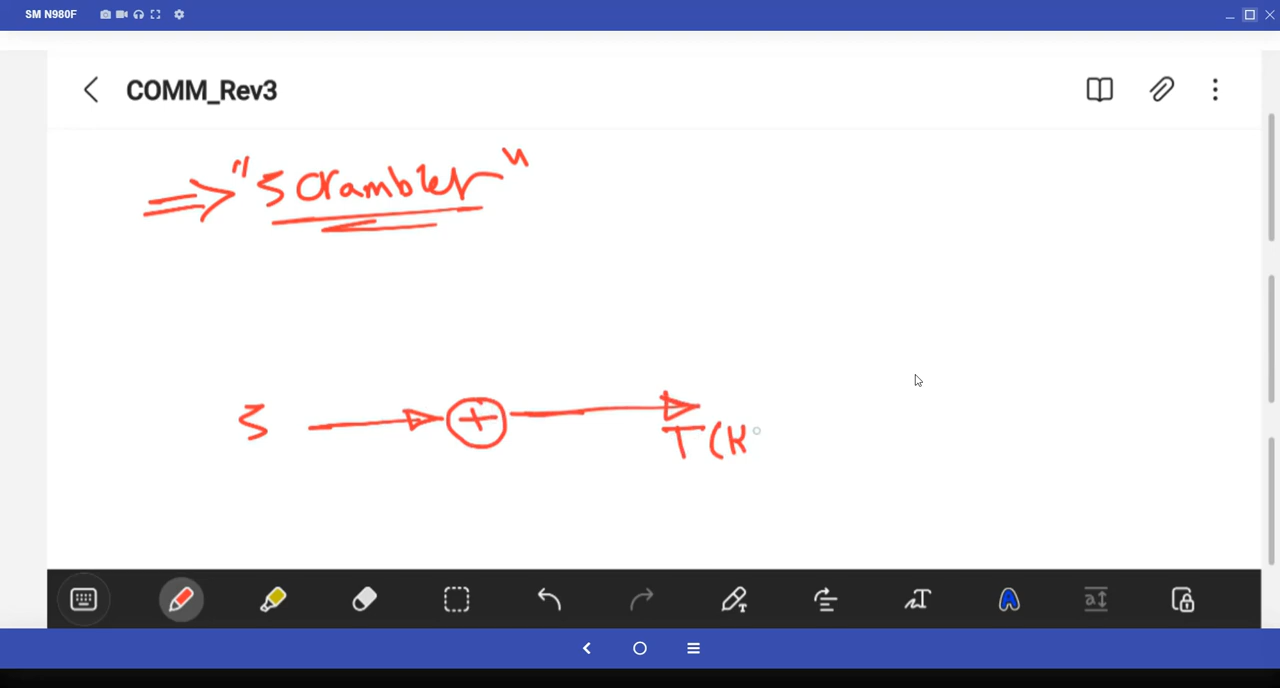 SM N980F
COMM_Rev3
⇒ "Scrambler"
S → ⊕ →
T(K